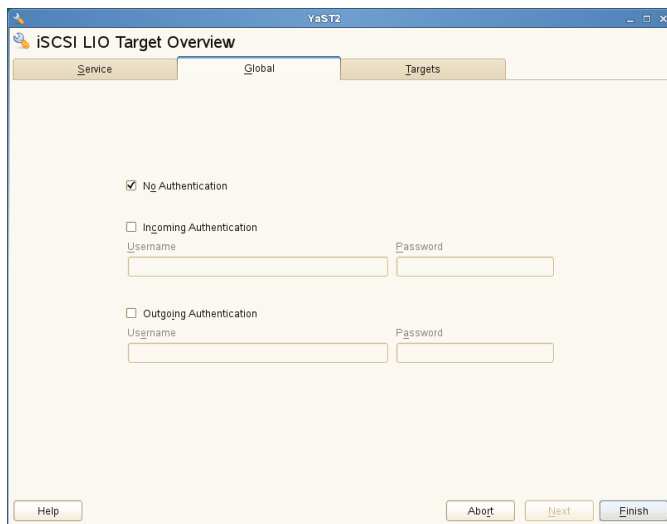 YaST2
iSCSI LIO Target Overview
Service Global Targets
No Authentication
Incoming Authentication
Username Password
Outgoing Authentication
Username Password
Help Abort Next Finish